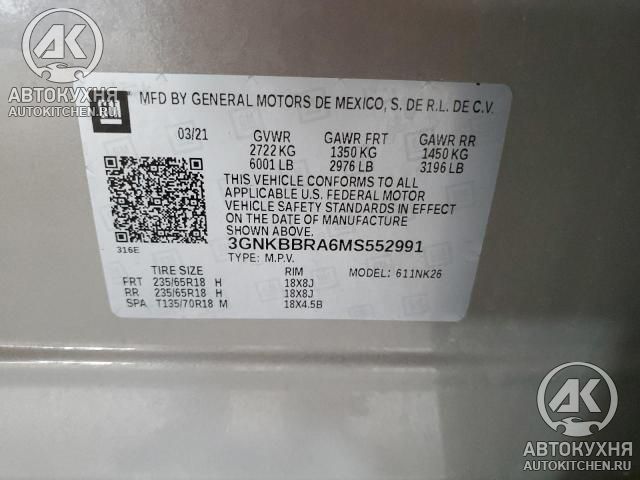 АВТОКУХНЯ
AUTOKITCHEN.RU
GM
MFD BY GENERAL MOTORS DE MEXICO, S. DE R.L. DE C.V.
03/21 GVWR GAWR FRT GAWR RR
2722 KG 1350 KG 1450 KG
6001 LB 2976 LB 3196 LB
THIS VEHICLE CONFORMS TO ALL
APPLICABLE U.S. FEDERAL MOTOR
VEHICLE SAFETY STANDARDS IN EFFECT
ON THE DATE OF MANUFACTURE
SHOWN ABOVE.
316E
3GNKBBRA6MS552991
TYPE: M.P.V. MODEL: 611NK26
TIRE SIZE RIM
FRT 235/65R18 H 18X8J
RR 235/65R18 H 18X8J
SPA T135/70R18 M 18X4.5B
АК
АВТОКУХНЯ
AUTOKITCHEN.RU